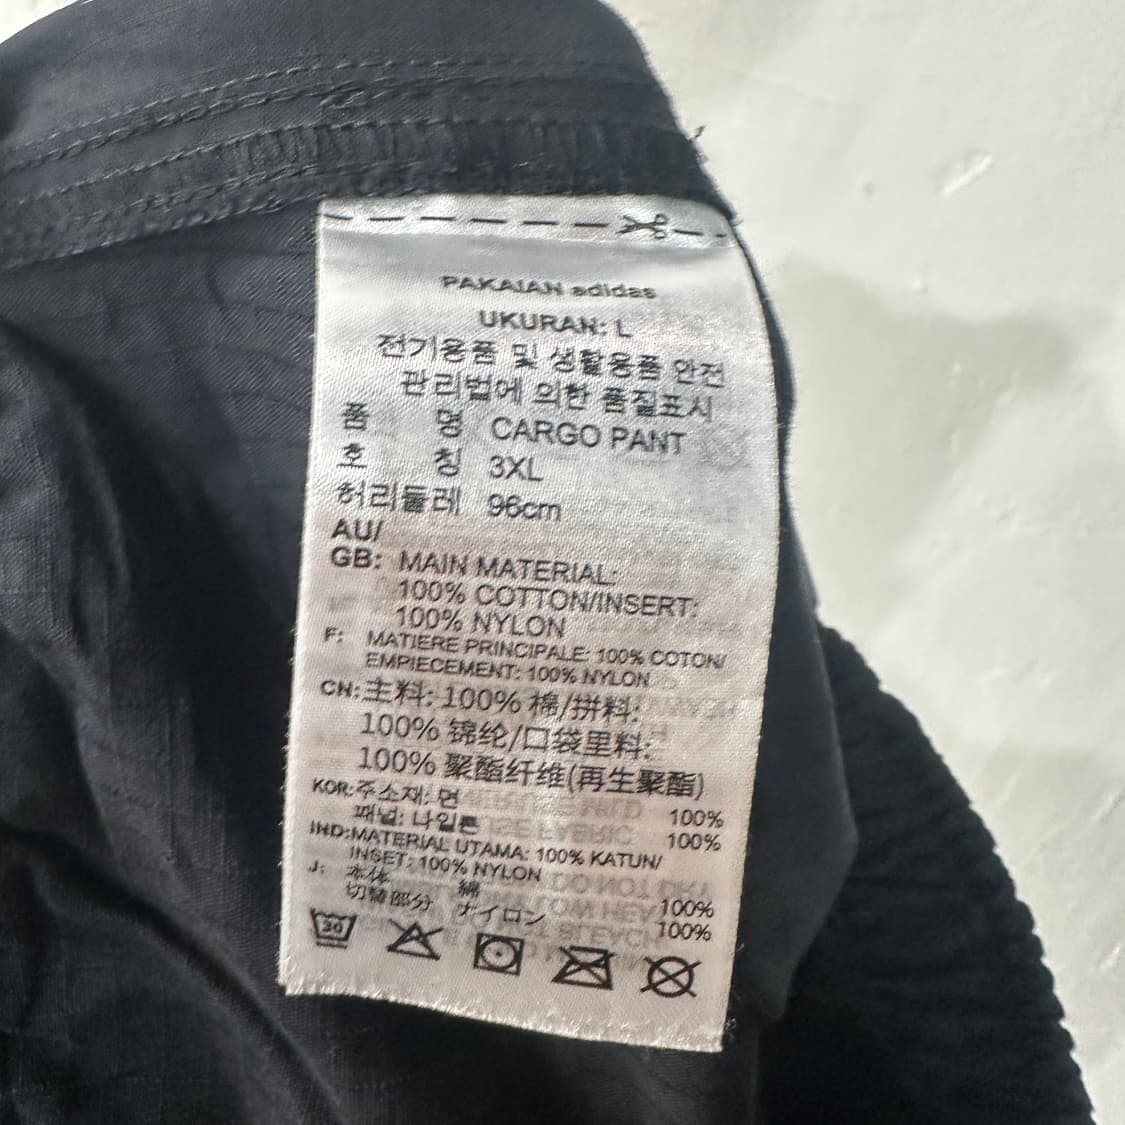 PAKAIAN adidas
UKURAN: L
전기용품 및 생활용품 안전
관리법에 의한 품질표시
품 명 CARGO PANT
호 칭 3XL
허리둘레 96cm
AU/
GB: MAIN MATERIAL:
100% COTTON/INSERT:
100% NYLON
F: MATIERE PRINCIPALE: 100% COTON/
EMPIECEMENT: 100% NYLON
CN: 主料: 100% 棉/拼料:
100% 锦纶/口袋里料:
100% 聚酯纤维(再生聚酯)
KOR: 주소재: 면 100%
패널: 나일론 100%
IND: MATERIAL UTAMA: 100% KATUN/
INSET: 100% NYLON
J: 本体 綿 100%
切替部分 ナイロン 100%
30